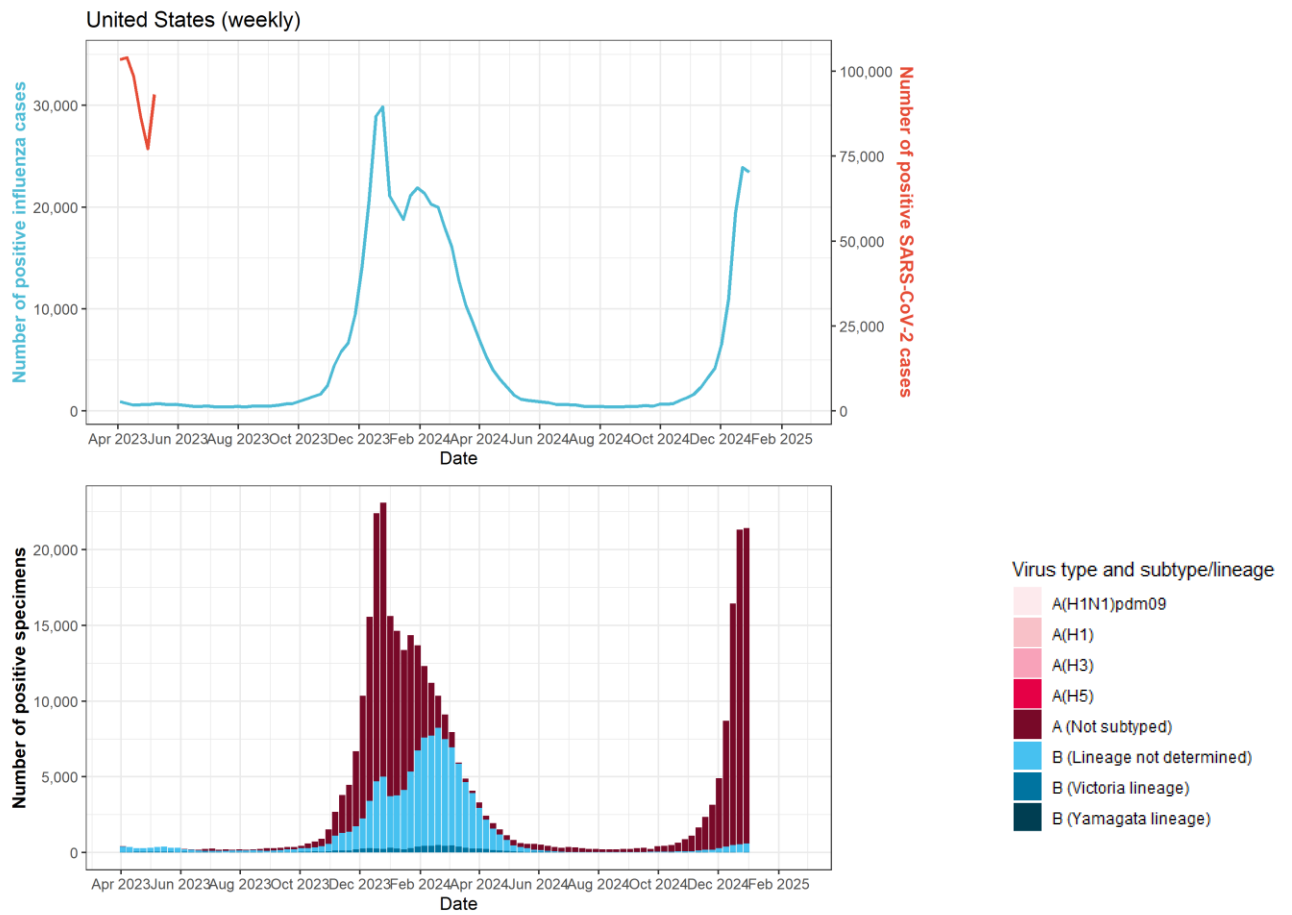 United States (weekly)
Number of positive influenza cases
30,000
20,000
10,000
0
100,000
75,000
50,000
25,000
0
Number of positive SARS-CoV-2 cases
Apr 2023 Jun 2023 Aug 2023 Oct 2023 Dec 2023 Feb 2024 Apr 2024 Jun 2024 Aug 2024 Oct 2024 Dec 2024 Feb 2025
Date
Number of positive specimens
20,000
15,000
10,000
5,000
0
Apr 2023 Jun 2023 Aug 2023 Oct 2023 Dec 2023 Feb 2024 Apr 2024 Jun 2024 Aug 2024 Oct 2024 Dec 2024 Feb 2025
Date
Virus type and subtype/lineage
A(H1N1)pdm09
A(H1)
A(H3)
A(H5)
A (Not subtyped)
B (Lineage not determined)
B (Victoria lineage)
B (Yamagata lineage)